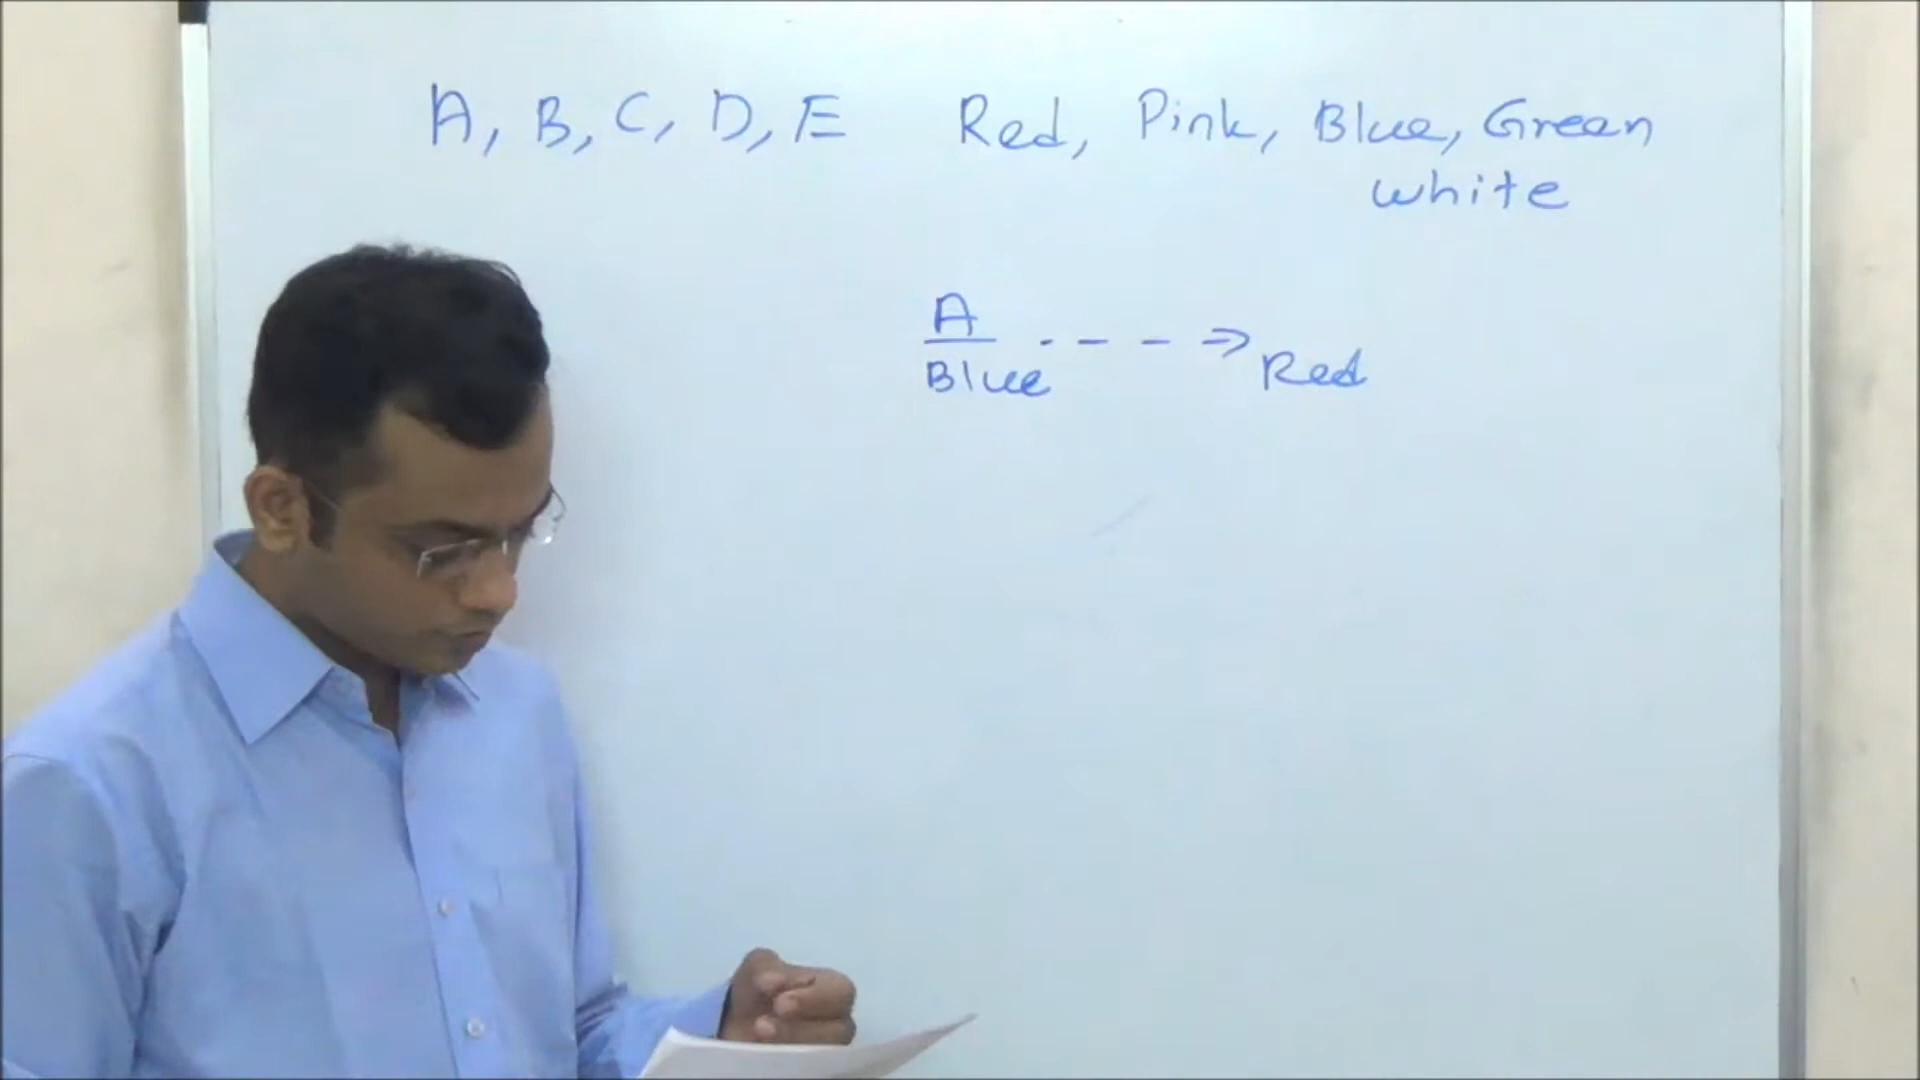 A, B, C, D, E Red, Pink, Blue, Green
white
A
Blue - - - - → Red